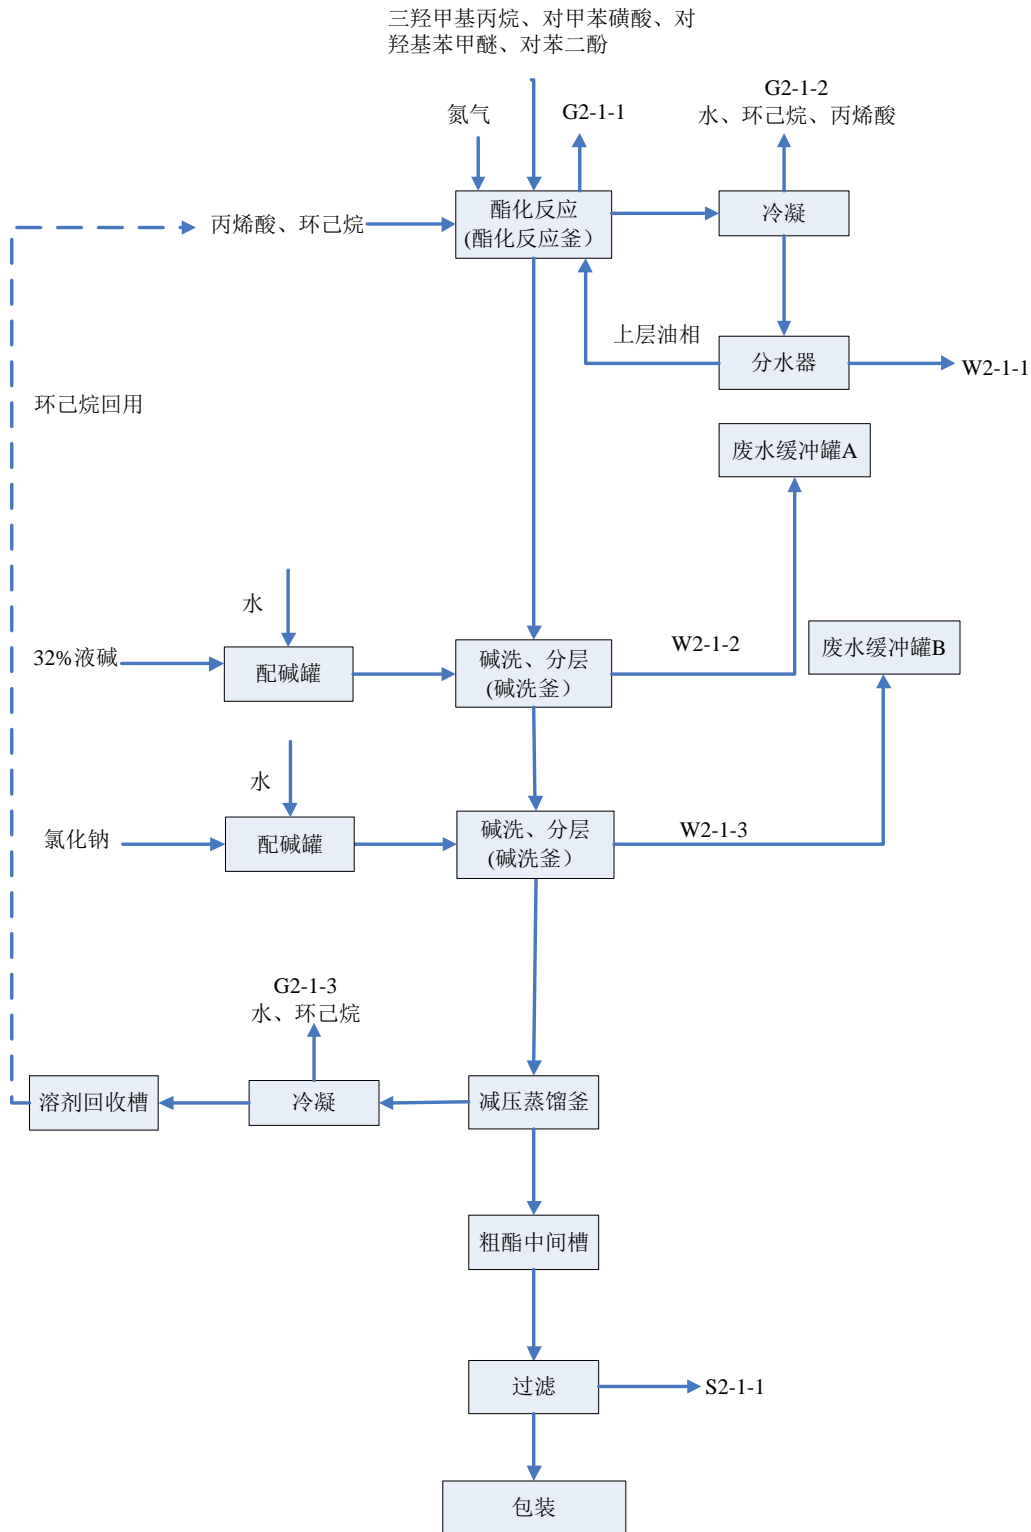 三羟甲基丙烷、对甲苯磺酸、对
羟基苯甲醚、对苯二酚
氮气
G2-1-1
G2-1-2
水、环己烷、丙烯酸
丙烯酸、环己烷
酯化反应
(酯化反应釜）
冷凝
上层油相
分水器
W2-1-1
环己烷回用
废水缓冲罐A
水
32%液碱
配碱罐
碱洗、分层
(碱洗釜）
W2-1-2
废水缓冲罐B
水
氯化钠
配碱罐
碱洗、分层
(碱洗釜）
W2-1-3
G2-1-3
水、环己烷
溶剂回收槽
冷凝
减压蒸馏釜
粗酯中间槽
过滤
S2-1-1
包装